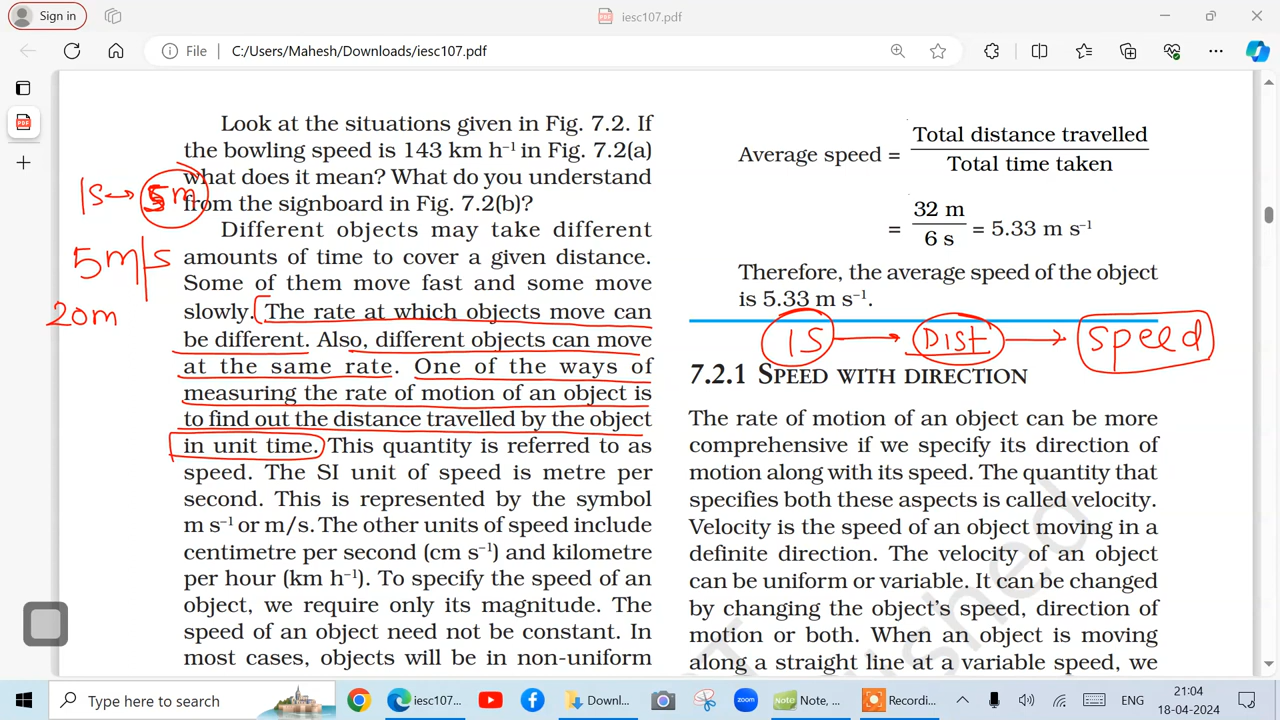 Sign in
iesc107.pdf
File
C:/Users/Mahesh/Downloads/iesc107.pdf
Look at the situations given in Fig. 7.2. If
the bowling speed is 143 km h⁻¹ in Fig. 7.2(a)
what does it mean? What do you understand
from the signboard in Fig. 7.2(b)?
Different objects may take different
amounts of time to cover a given distance.
Some of them move fast and some move
slowly. The rate at which objects move can
be different. Also, different objects can move
at the same rate. One of the ways of
measuring the rate of motion of an object is
to find out the distance travelled by the object
in unit time. This quantity is referred to as
speed. The SI unit of speed is metre per
second. This is represented by the symbol
m s⁻¹ or m/s. The other units of speed include
centimetre per second (cm s⁻¹) and kilometre
per hour (km h⁻¹). To specify the speed of an
object, we require only its magnitude. The
speed of an object need not be constant. In
most cases, objects will be in non-uniform
1S ↔ 5m
5m/s
20m
Average speed = Total distance travelled
Total time taken
= 32 m
6 s
= 5.33 m s⁻¹
Therefore, the average speed of the object
is 5.33 m s⁻¹.
1S → Dist → speed
7.2.1 SPEED WITH DIRECTION
The rate of motion of an object can be more
comprehensive if we specify its direction of
motion along with its speed. The quantity that
specifies both these aspects is called velocity.
Velocity is the speed of an object moving in a
definite direction. The velocity of an object
can be uniform or variable. It can be changed
by changing the object's speed, direction of
motion or both. When an object is moving
along a straight line at a variable speed, we
Type here to search
iesc107...
Downl...
zoom
Note
Note, ...
Recordi...
ENG
21:04
18-04-2024